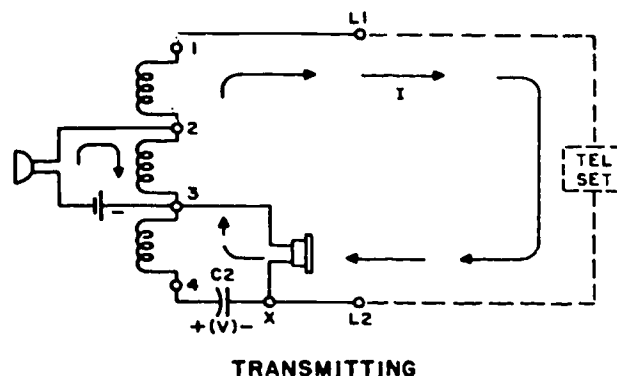 L1
1
I
2
TEL
SET
3
4
C2
+(V)-
X
L2
TRANSMITTING